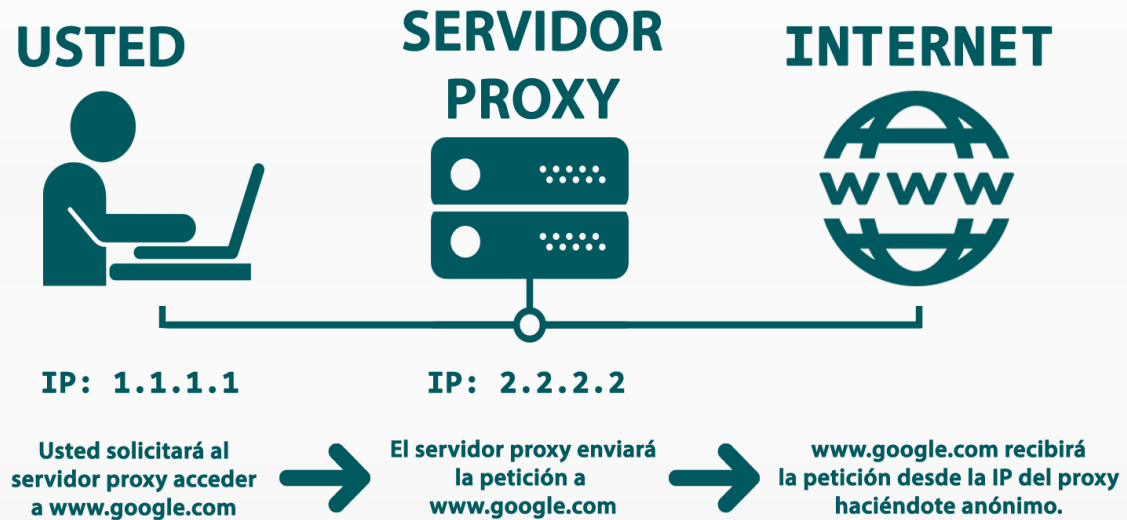 USTED
SERVIDOR
PROXY
INTERNET
WWW
IP: 1.1.1.1
IP: 2.2.2.2
Usted solicitará al
servidor proxy acceder
a www.google.com
El servidor proxy enviará
la petición a
www.google.com
www.google.com recibirá
la petición desde la IP del proxy
haciéndote anónimo.